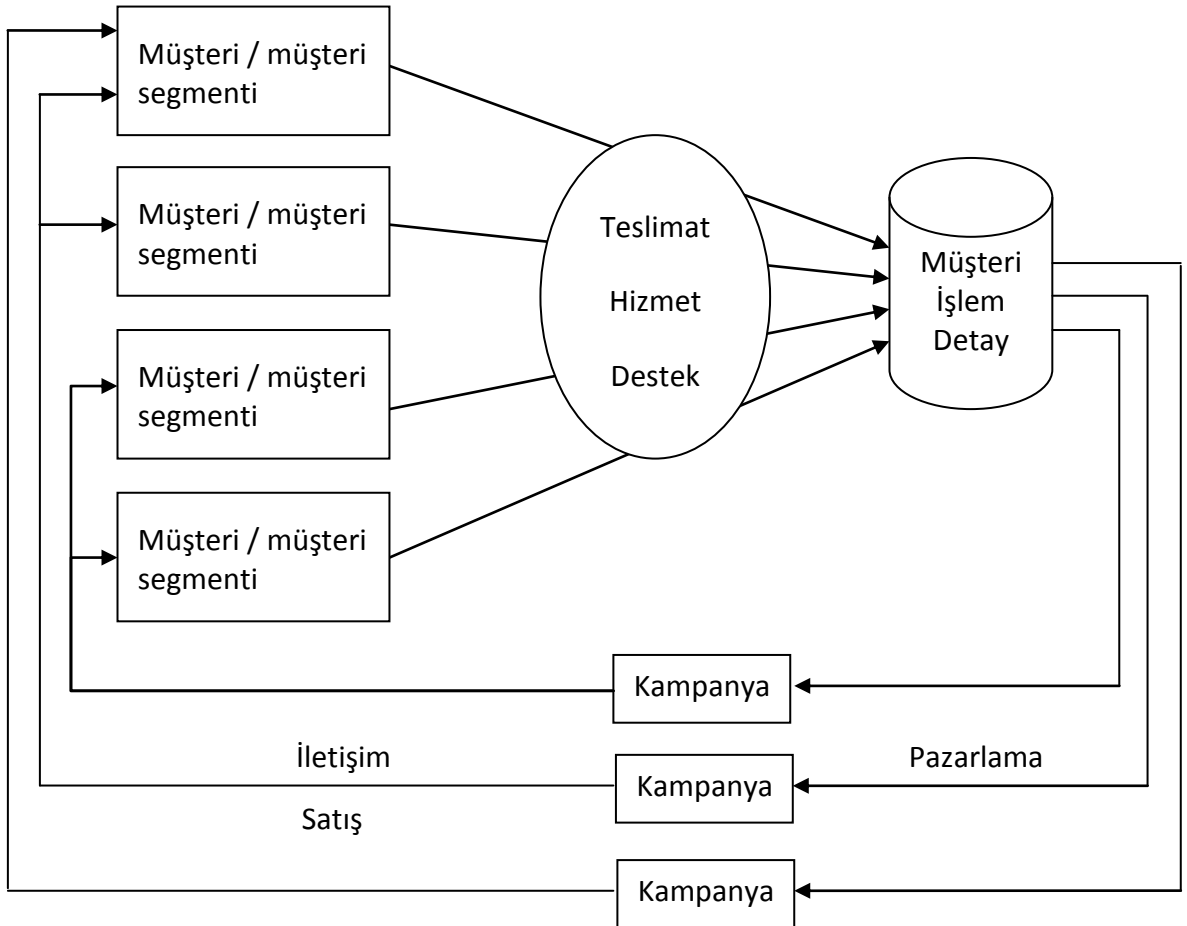 Müşteri / müşteri
segmenti
Müşteri / müşteri
segmenti
Müşteri / müşteri
segmenti
Müşteri / müşteri
segmenti
Teslimat
Hizmet
Destek
Müşteri
İşlem
Detay
Kampanya
İletişim
Kampanya
Pazarlama
Satış
Kampanya